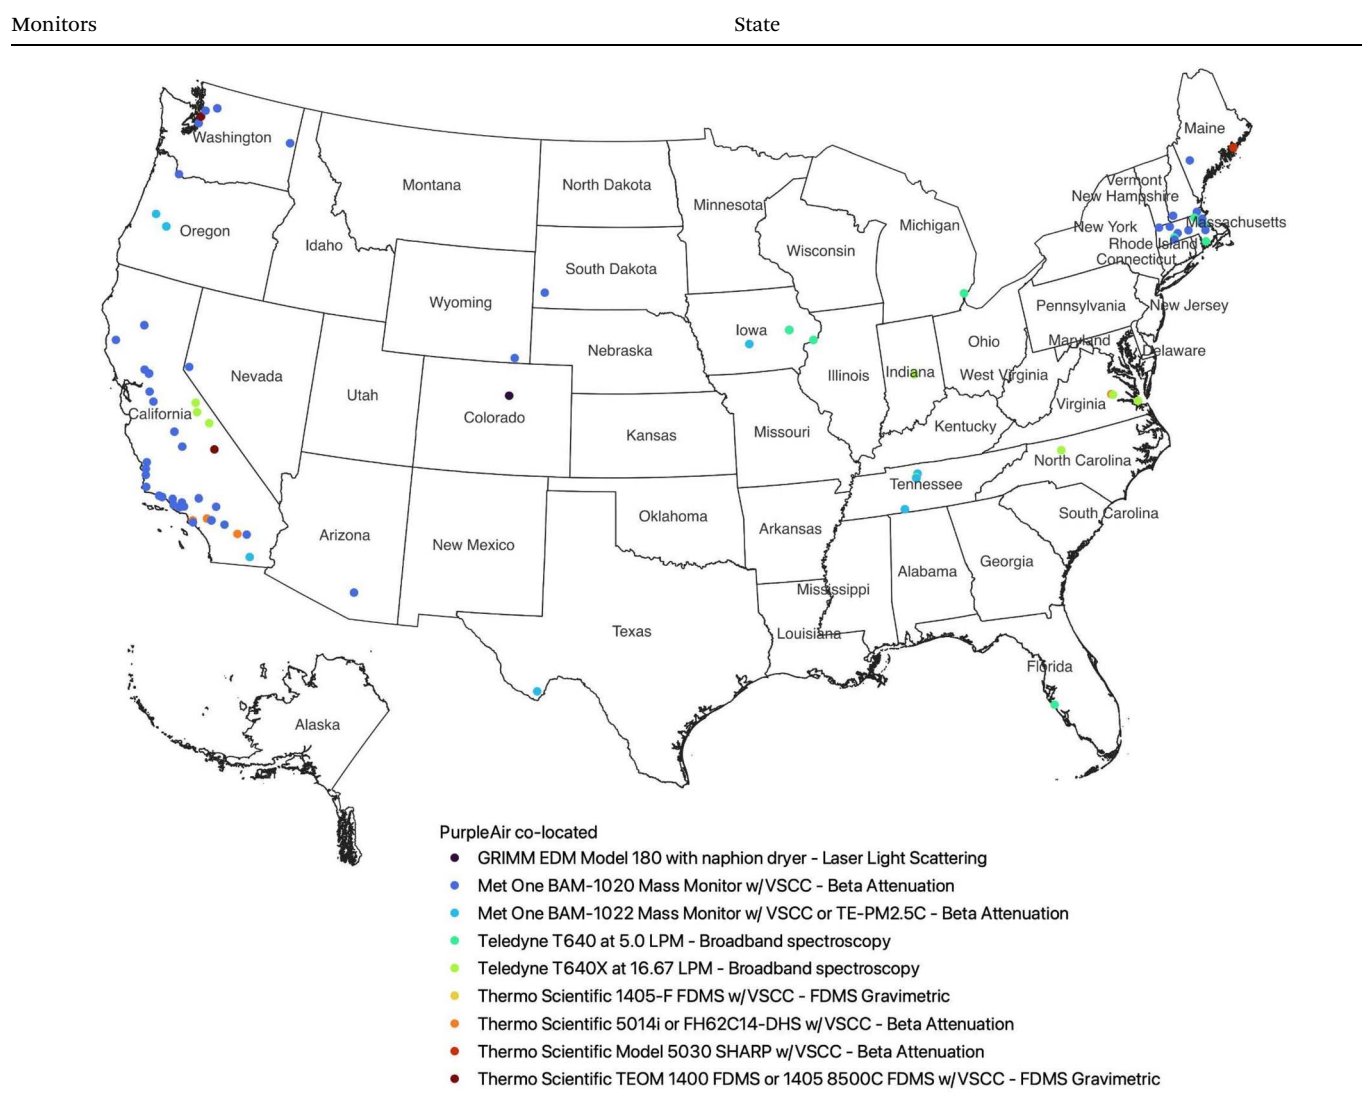 Monitors State
Maine
Washington
Vermont
Montana
North Dakota
New Hampshire
Minnesota
Michigan
Massachusetts
New York
Oregon
Idaho
Rhode Island
Wisconsin
Connecticut
South Dakota
Wyoming
Pennsylvania
New Jersey
Iowa
Ohio
Maryland
Nebraska
Delaware
Indiana
Nevada
Illinois
West Virginia
Utah
Virginia
California
Colorado
Kentucky
Missouri
Kansas
North Carolina
Tennessee
South Carolina
Oklahoma
Arkansas
Arizona
New Mexico
Georgia
Alabama
Mississippi
Texas
Louisiana
Florida
Alaska
PurpleAir co-located
GRIMM EDM Model 180 with naphion dryer - Laser Light Scattering
Met One BAM-1020 Mass Monitor w/VSCC - Beta Attenuation
Met One BAM-1022 Mass Monitor w/ VSCC or TE-PM2.5C - Beta Attenuation
Teledyne T640 at 5.0 LPM - Broadband spectroscopy
Teledyne T640X at 16.67 LPM - Broadband spectroscopy
Thermo Scientific 1405-F FDMS w/VSCC - FDMS Gravimetric
Thermo Scientific 5014i or FH62C14-DHS w/VSCC - Beta Attenuation
Thermo Scientific Model 5030 SHARP w/VSCC - Beta Attenuation
Thermo Scientific TEOM 1400 FDMS or 1405 8500C FDMS w/VSCC - FDMS Gravimetric